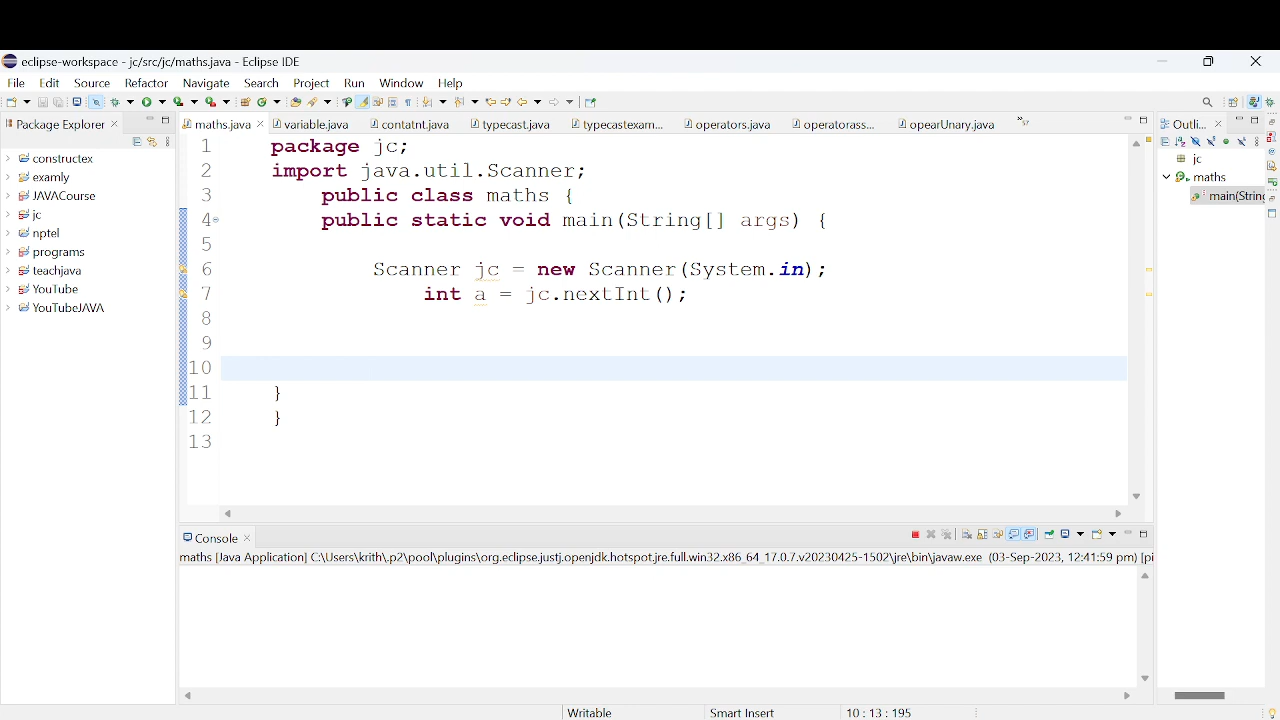 eclipse-workspace - jc/src/jc/maths.java - Eclipse IDE
File Edit Source Refactor Navigate Search Project Run Window Help
Package Explorer
maths.java variable.java contatnt.java typecast.java typecastexam... operators.java operatorass... opearUnary.java
Outli...
constructex
examly
JAVACourse
jc
nptel
programs
teachjava
YouTube
YouTubeJAVA
1 package jc;
2 import java.util.Scanner;
3 public class maths {
4 public static void main(String[] args) {
5
6 Scanner jc = new Scanner(System.in);
7 int a = jc.nextInt();
8
9
10
11 }
12 }
13
jc
maths
main(String
Console
maths [Java Application] C:\Users\krith\.p2\pool\plugins\org.eclipse.justj.openjdk.hotspot.jre.full.win32.x86_64_17.0.7.v20230425-1502\jre\bin\javaw.exe (03-Sep-2023, 12:41:59 pm) [pi
Writable Smart Insert 10 : 13 : 195